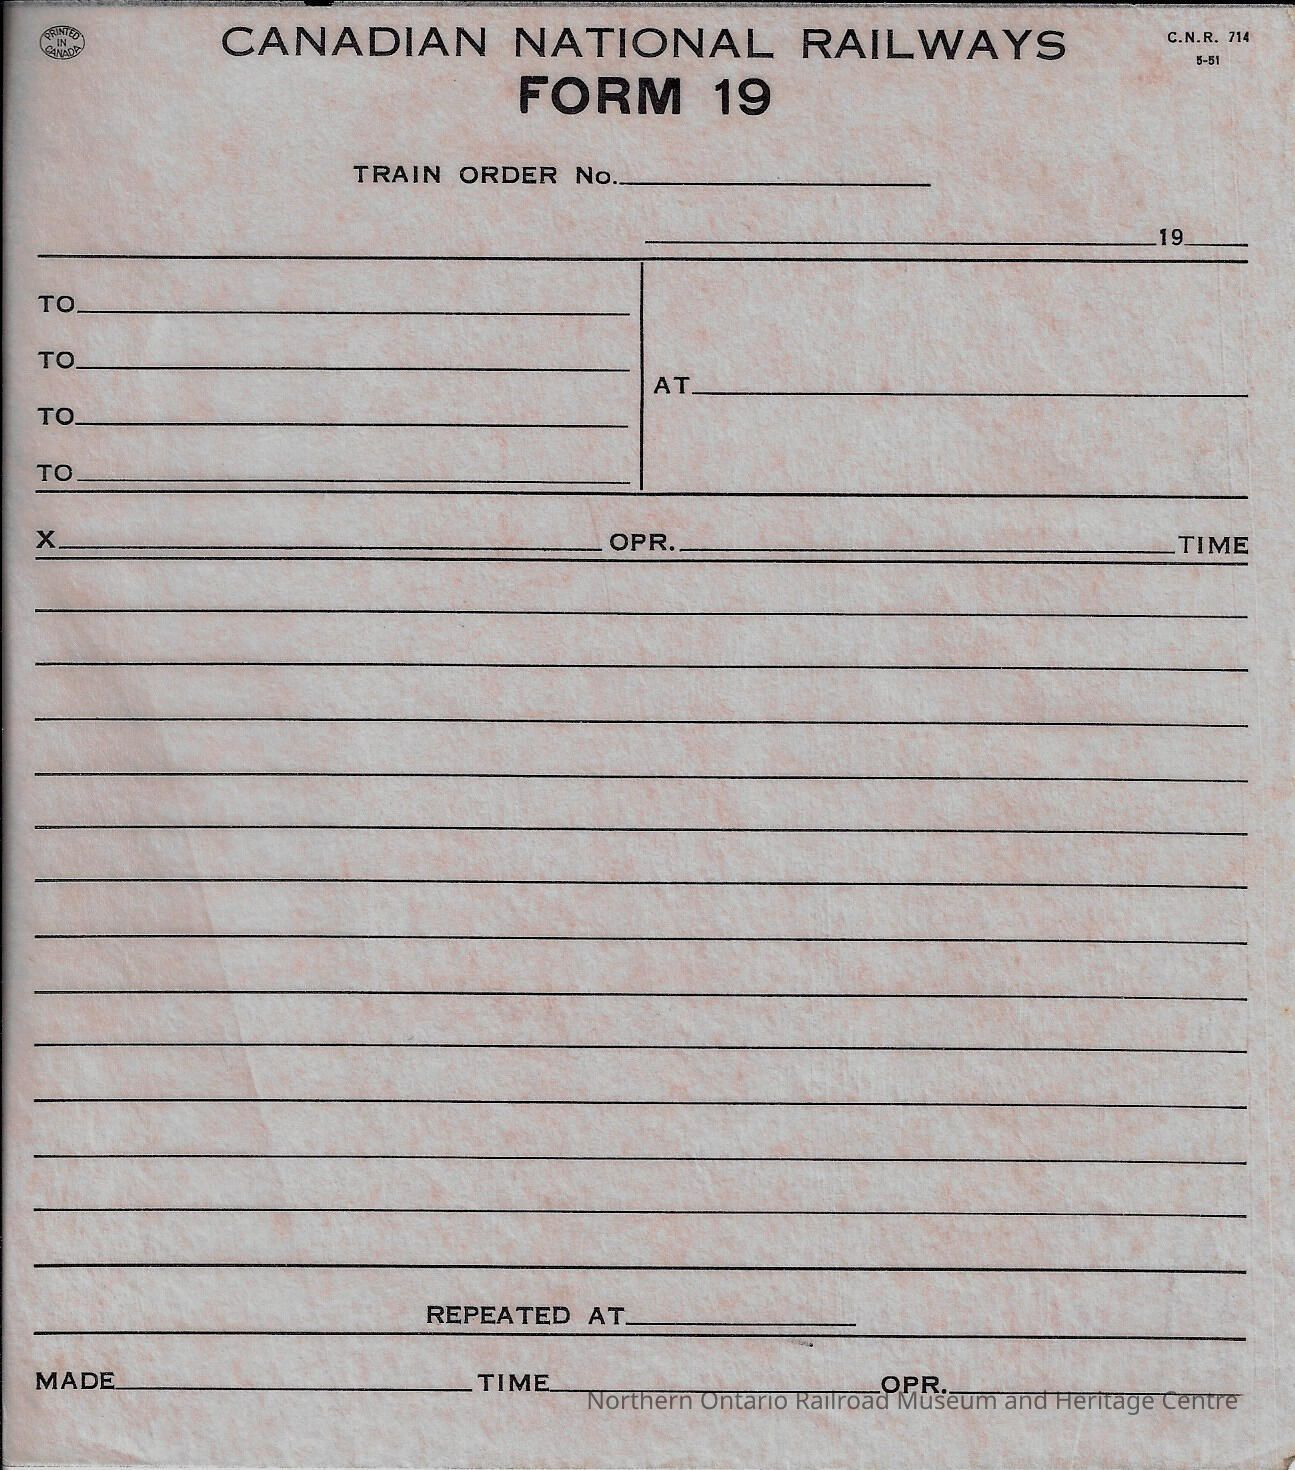 PRINTED
IN
CANADA
CANADIAN NATIONAL RAILWAYS
C.N.R. 714
5-51
FORM 19
TRAIN ORDER No.
19
TO
TO
AT
TO
TO
X OPR. TIME
REPEATED AT
MADE TIME OPR.
Northern Ontario Railroad Museum and Heritage Centre